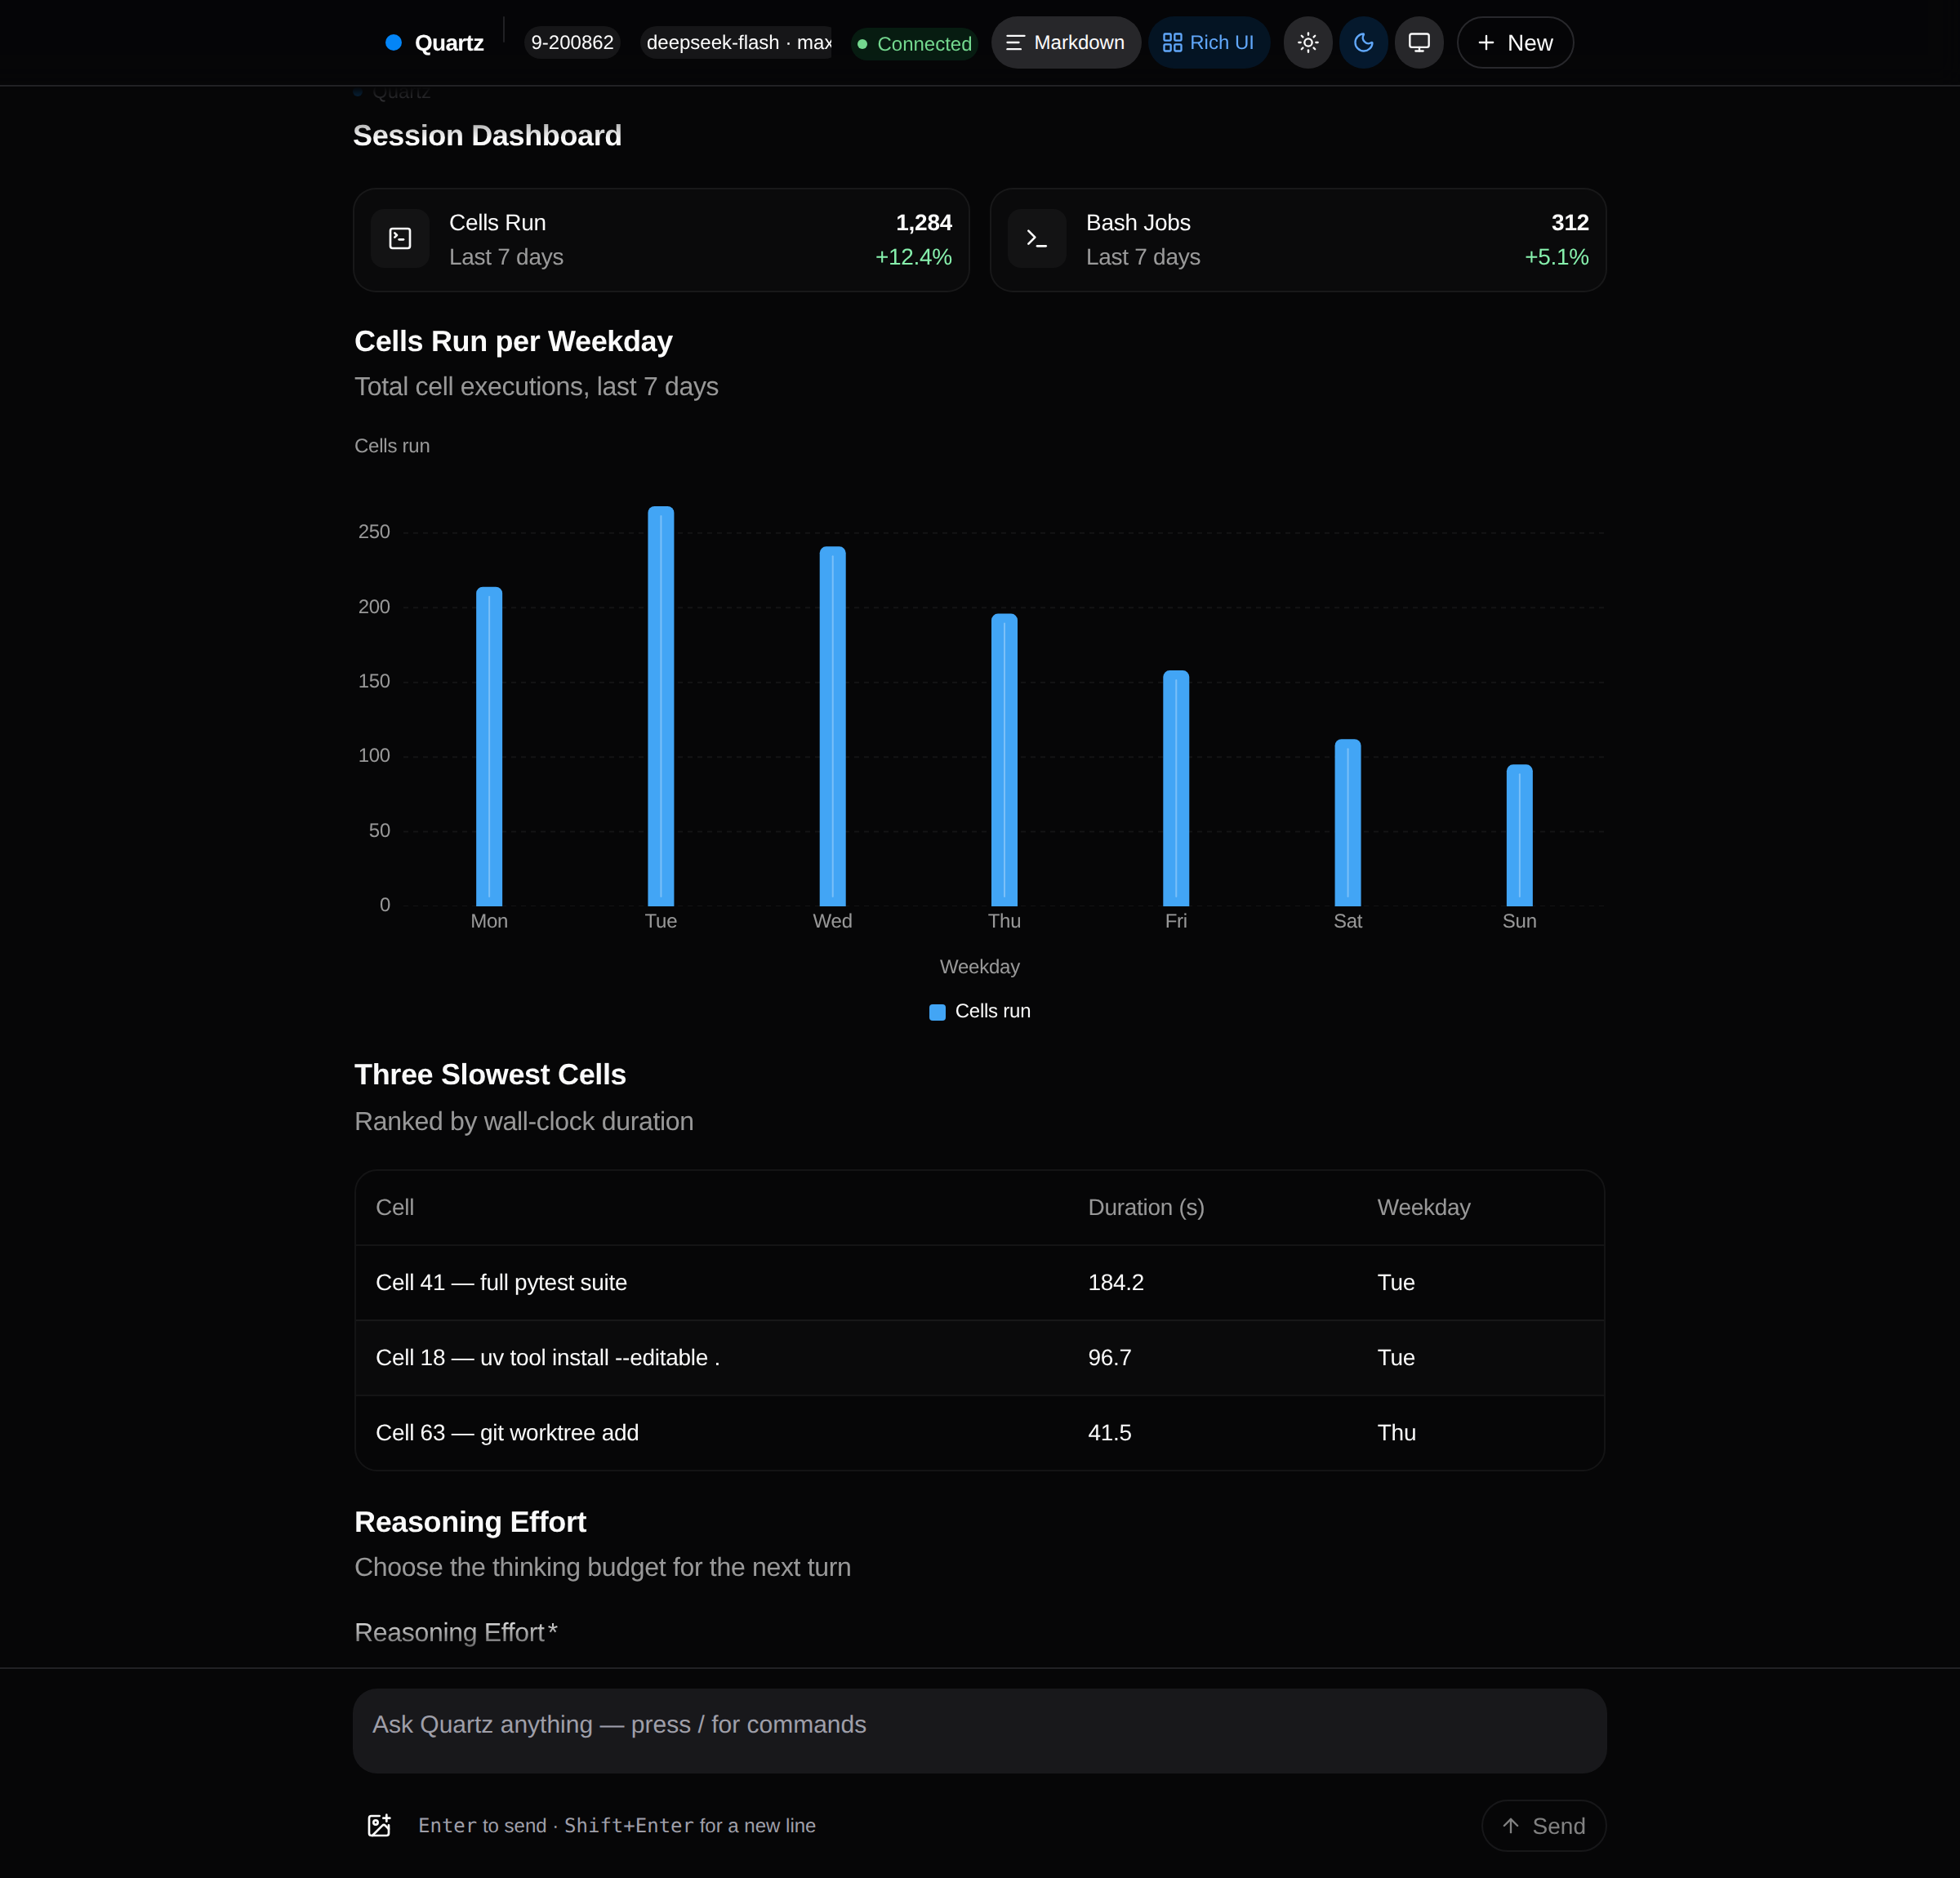 Quartz
9-200862
deepseek-flash · max
Connected
Markdown
Rich UI
New
Quartz
Session Dashboard
Cells Run
1,284
Last 7 days
+12.4%
Bash Jobs
312
Last 7 days
+5.1%
Cells Run per Weekday
Total cell executions, last 7 days
Cells run
250
200
150
100
50
0
Mon Tue Wed Thu Fri Sat Sun
Weekday
Cells run
Three Slowest Cells
Ranked by wall-clock duration
Cell Duration (s) Weekday
Cell 41 — full pytest suite 184.2 Tue
Cell 18 — uv tool install --editable . 96.7 Tue
Cell 63 — git worktree add 41.5 Thu
Reasoning Effort
Choose the thinking budget for the next turn
Reasoning Effort*
Ask Quartz anything — press / for commands
Enter to send · Shift+Enter for a new line
Send